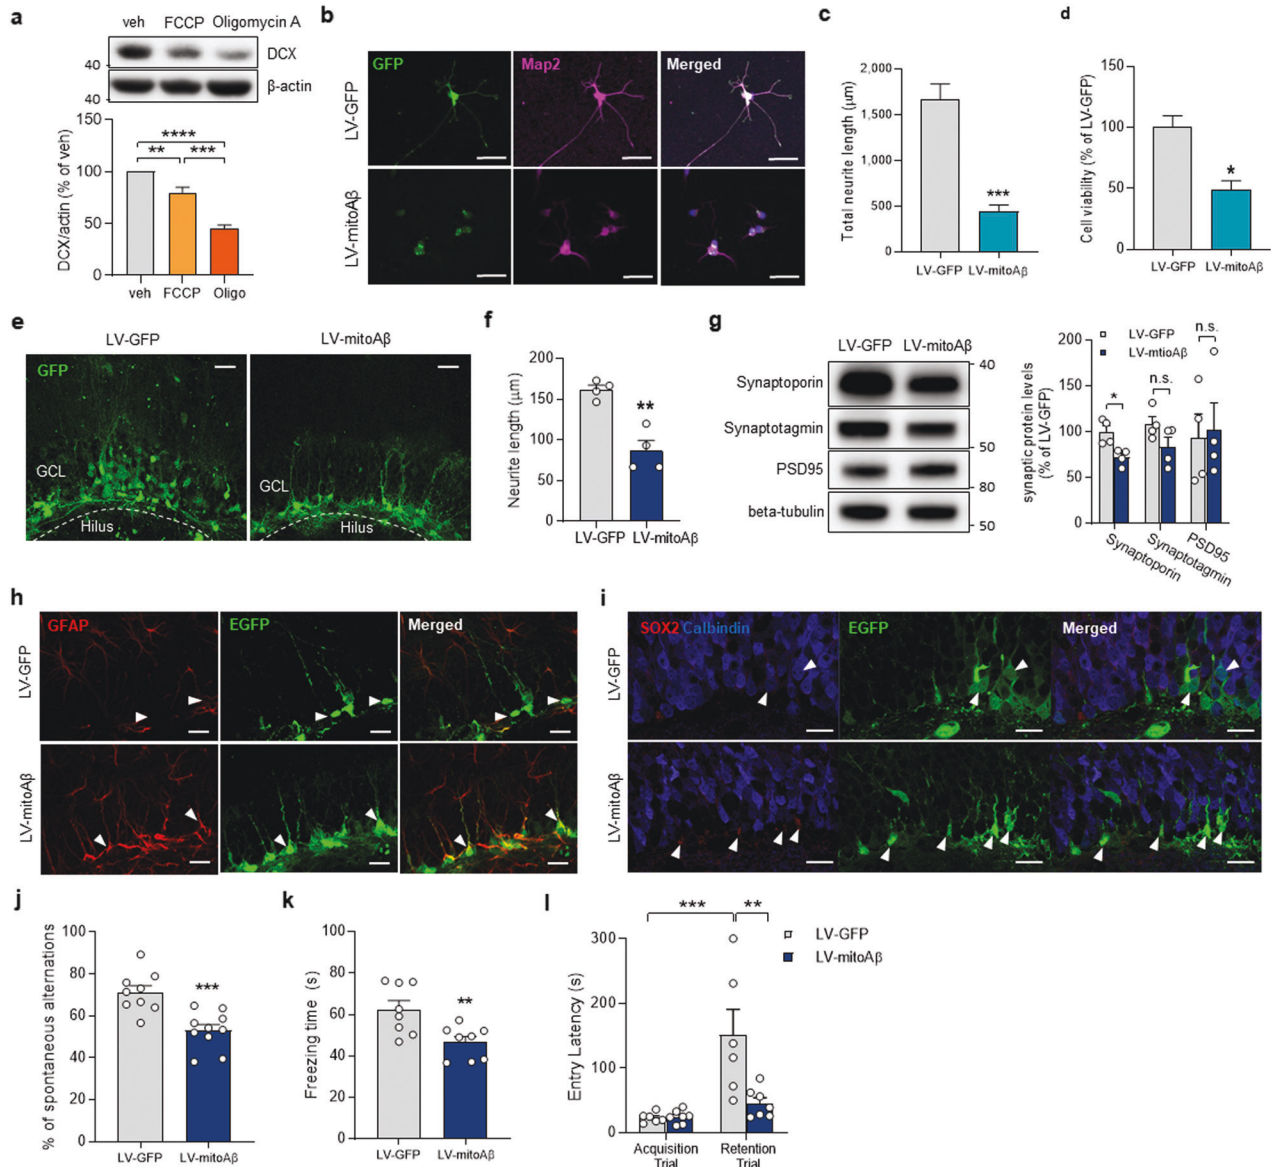 a
veh FCCP Oligomycin A
DCX
40
β-actin
40
DCX/actin (% of veh)
150
100
50
0
****
** ***
veh FCCP Oligo
b
GFP Map2 Merged
LV-GFP
LV-mitoAβ
c
Total neurite length (μm)
2,000
1,500
1,000
500
0
***
LV-GFP LV-mitoAβ
d
Cell viability (% of LV-GFP)
150
100
50
0
*
LV-GFP LV-mitoAβ
e
LV-GFP LV-mitoAβ
GFP
GCL GCL
Hilus Hilus
f
Neurite length (μm)
200
150
100
50
0
**
LV-GFP LV-mitoAβ
g
LV-GFP LV-mitoAβ
40
Synaptoporin
Synaptotagmin
50
PSD95
80
beta-tubulin
50
synaptic protein levels
(% of LV-GFP)
200
150
100
50
0
LV-GFP
LV-mtioAβ
* n.s. n.s.
Synaptoporin
Synaptotagmin
PSD95
h
GFAP EGFP Merged
LV-GFP
LV-mitoAβ
i
SOX2 Calbindin EGFP Merged
LV-GFP
LV-mitoAβ
j
% of spontaneous alternations
100
80
60
40
20
0
***
LV-GFP LV-mitoAβ
k
Freezing time (s)
100
80
60
40
20
0
**
LV-GFP LV-mitoAβ
l
Entry Latency (s)
300
200
100
0
*** **
LV-GFP
LV-mitoAβ
Acquisition Retention
Trial Trial